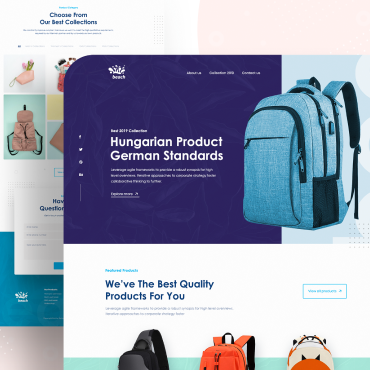 Product Category
Choose From
Our Best Collections
beach
About us
Collection 2019
Contact us
Best 2019 Collection
Hungarian Product
German Standards
Leverage agile frameworks to provide a robust synopsis for high
level overviews. Iterative approaches to corporate strategy foster
collaborative thinking to further.
Explore more
Hav
Question
beach
Featured Products
We've The Best Quality
Products For You
View all products
Leverage agile frameworks to provide a robust synopsis for high level overviews.
Iterative approaches to corporate strategy foster.